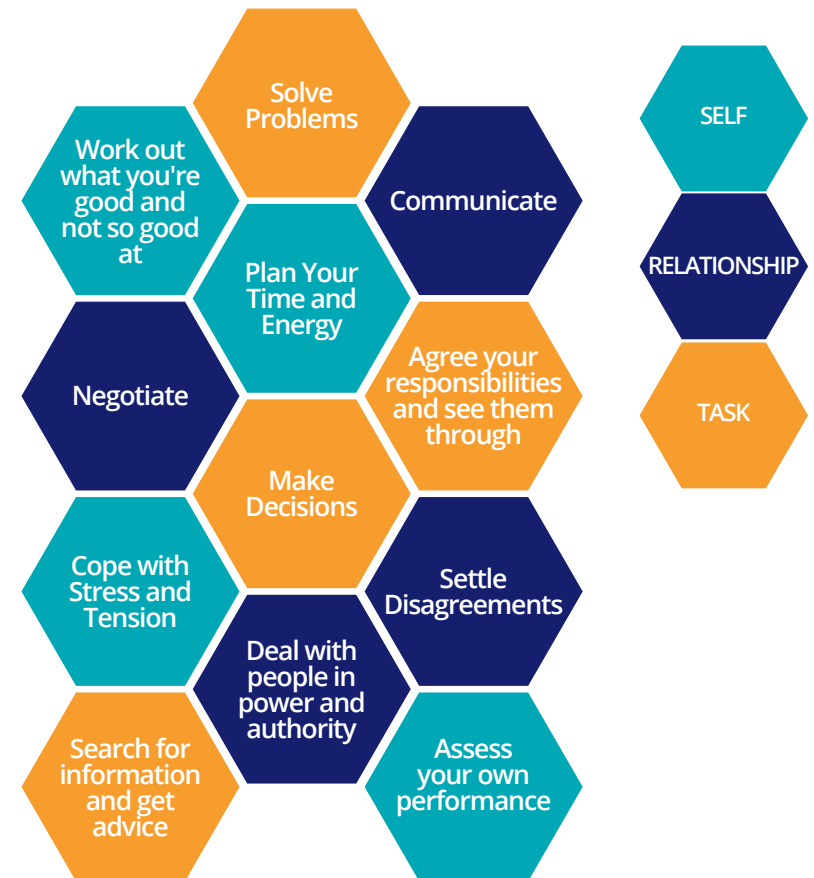 Solve
Problems
Work out
what you're
good and
not so good
at
Communicate
Plan Your
Time and
Energy
Negotiate
Agree your
responsibilities
and see them
through
Make
Decisions
Cope with
Stress and
Tension
Settle
Disagreements
Deal with
people in
power and
authority
Search for
information
and get
advice
Assess
your own
performance
SELF
RELATIONSHIP
TASK